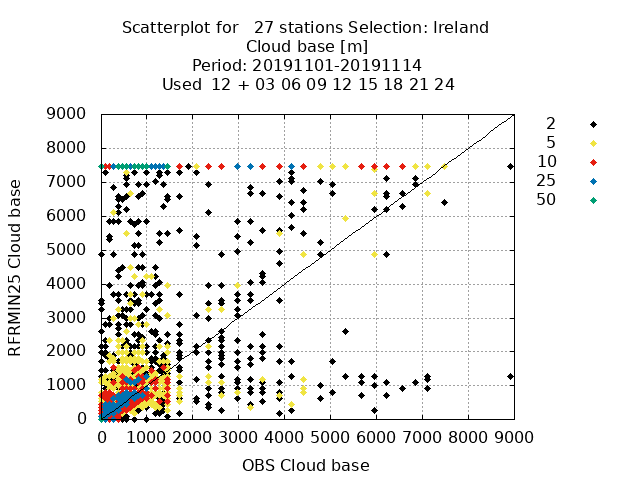 Scatterplot for   27 stations Selection: Ireland
Cloud base [m]
Period: 20191101-20191114
Used  12 + 03 06 09 12 15 18 21 24
9000
8000
7000
6000
5000
4000
3000
2000
1000
0
RFRMIN25 Cloud base
0 1000 2000 3000 4000 5000 6000 7000 8000 9000
OBS Cloud base
2
5
10
25
50